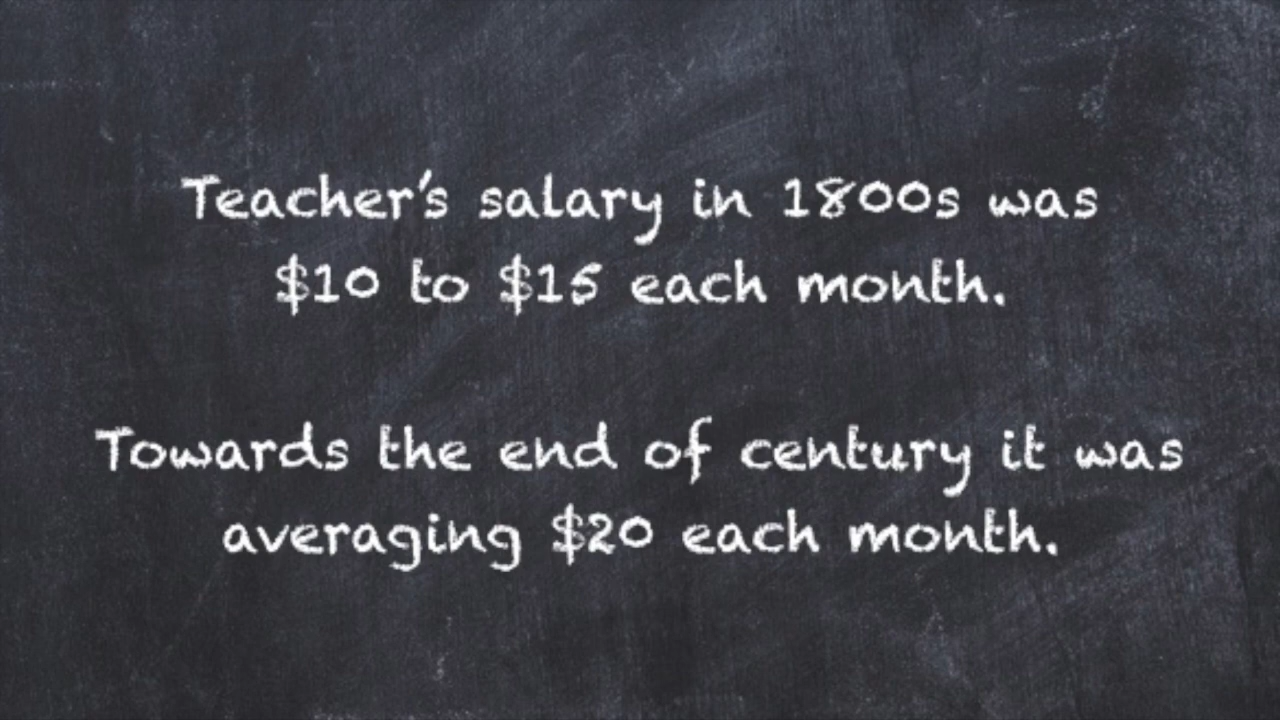 Teacher's salary in 1800s was
$10 to $15 each month.
Towards the end of century it was
averaging $20 each month.